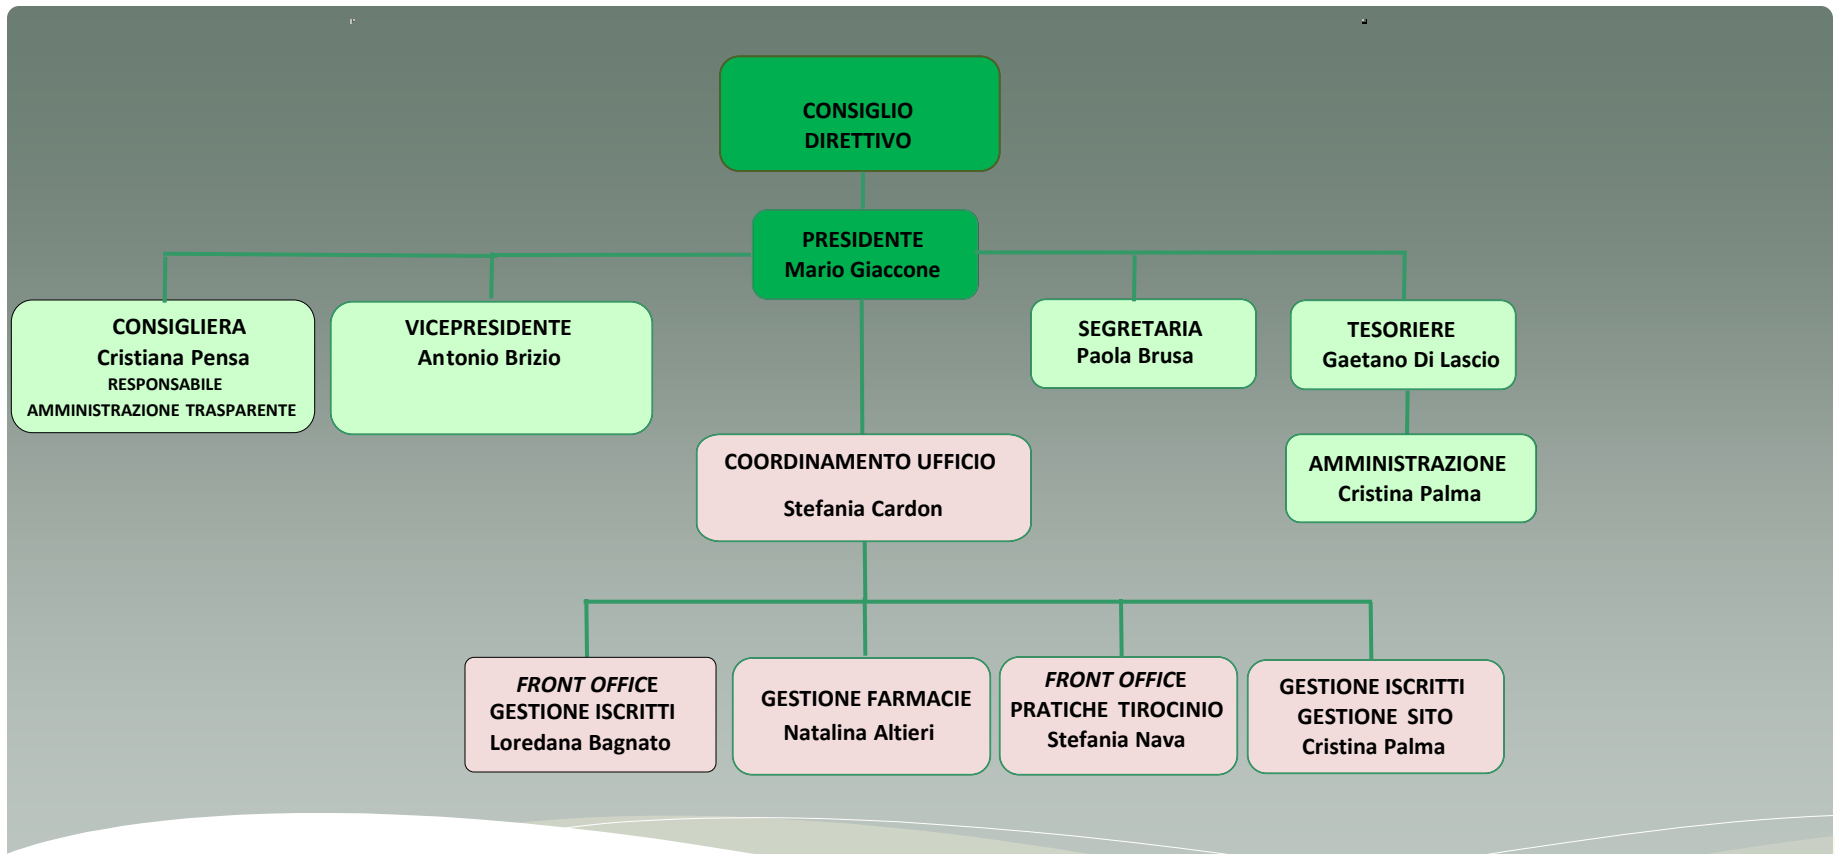 CONSIGLIO
DIRETTIVO
PRESIDENTE
Mario Giaccone
CONSIGLIERA
Cristiana Pensa
RESPONSABILE
AMMINISTRAZIONE TRASPARENTE
VICEPRESIDENTE
Antonio Brizio
SEGRETARIA
Paola Brusa
TESORIERE
Gaetano Di Lascio
COORDINAMENTO UFFICIO
Stefania Cardon
AMMINISTRAZIONE
Cristina Palma
FRONT OFFICE
GESTIONE ISCRITTI
Loredana Bagnato
GESTIONE FARMACIE
Natalina Altieri
FRONT OFFICE
PRATICHE TIROCINIO
Stefania Nava
GESTIONE ISCRITTI
GESTIONE SITO
Cristina Palma